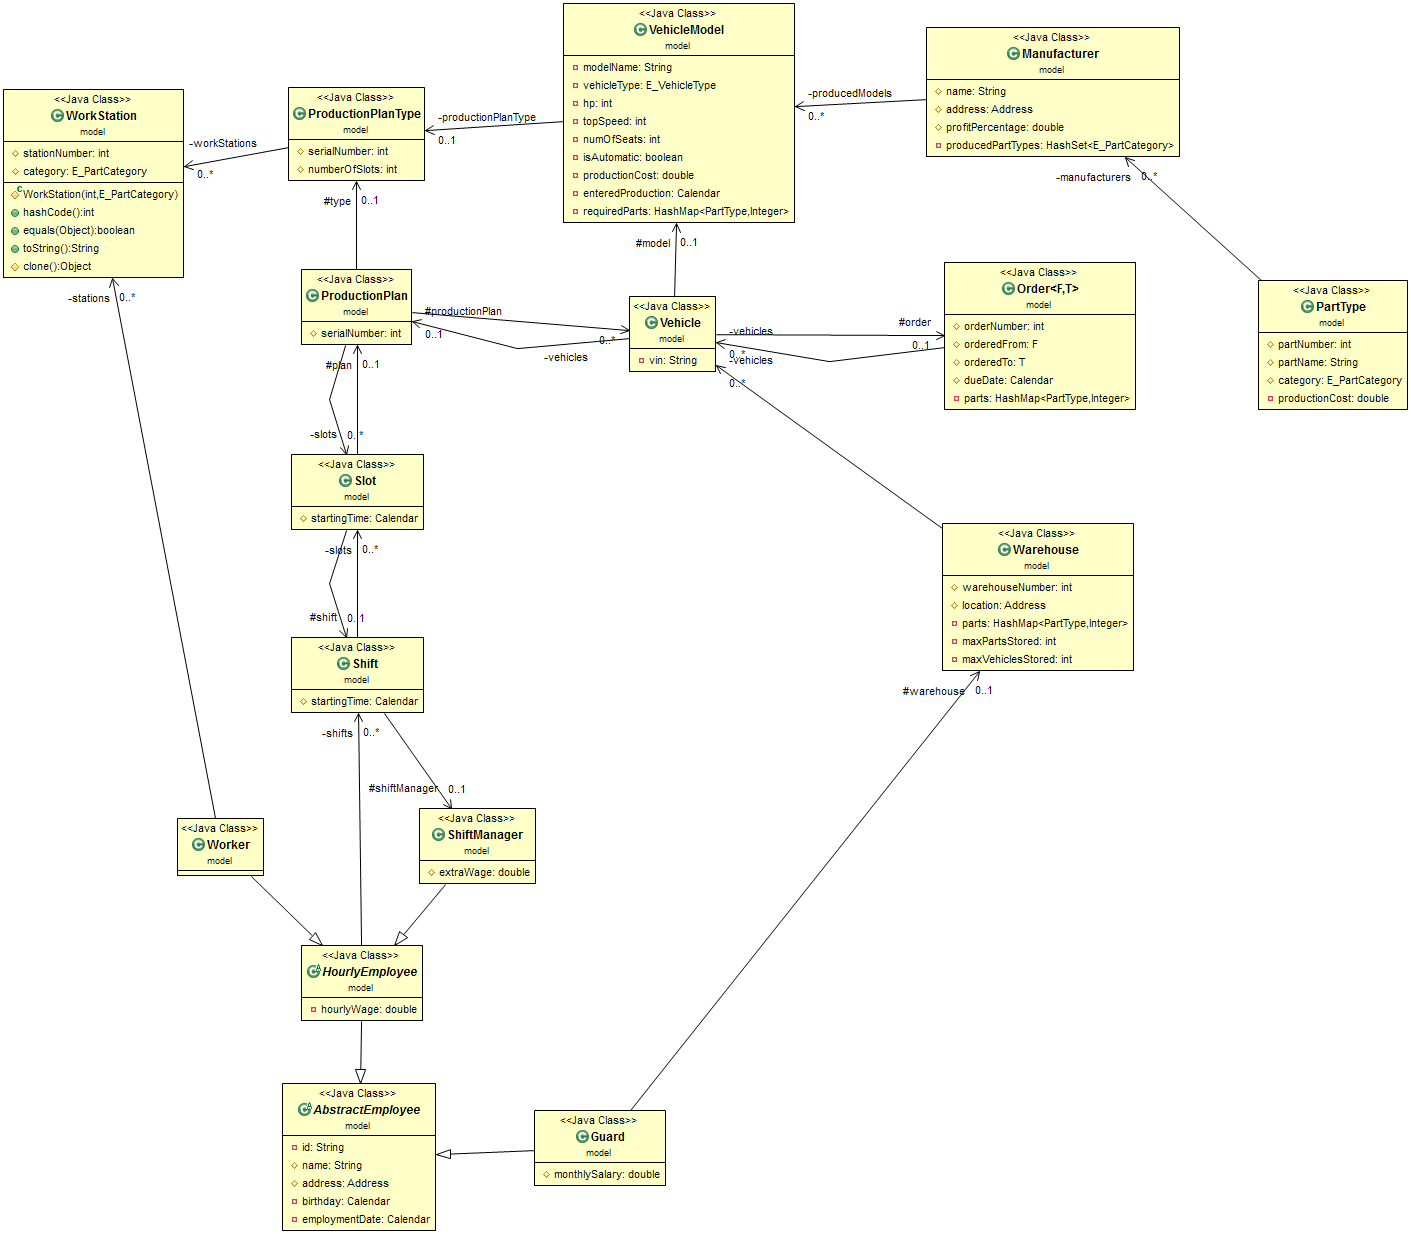 <<Java Class>>
VehicleModel
model
modelName: String
vehicleType: E_VehicleType
hp: int
topSpeed: int
numOfSeats: int
isAutomatic: boolean
productionCost: double
enteredProduction: Calendar
requiredParts: HashMap<PartType,Integer>
<<Java Class>>
Manufacturer
model
name: String
address: Address
profitPercentage: double
producedPartTypes: HashSet<E_PartCategory>
<<Java Class>>
WorkStation
model
stationNumber: int
category: E_PartCategory
WorkStation(int,E_PartCategory)
hashCode():int
equals(Object):boolean
toString():String
clone():Object
<<Java Class>>
ProductionPlanType
model
serialNumber: int
numberOfSlots: int
-workStations
0..*
-productionPlanType
0..1
-producedModels
0..*
-manufacturers
0..*
#type
0..1
#model
0..1
<<Java Class>>
ProductionPlan
model
serialNumber: int
<<Java Class>>
Vehicle
model
vin: String
<<Java Class>>
Order<F,T>
model
orderNumber: int
orderedFrom: F
orderedTo: T
dueDate: Calendar
parts: HashMap<PartType,Integer>
<<Java Class>>
PartType
model
partNumber: int
partName: String
category: E_PartCategory
productionCost: double
-stations
0..*
#productionPlan
0..1
0..*
-vehicles
-vehicles
0..*
#order
0..1
-vehicles
0..*
#plan
0..1
-slots
0..*
<<Java Class>>
Slot
model
startingTime: Calendar
-slots
0..*
#shift
0..1
<<Java Class>>
Shift
model
startingTime: Calendar
<<Java Class>>
Warehouse
model
warehouseNumber: int
location: Address
parts: HashMap<PartType,Integer>
maxPartsStored: int
maxVehiclesStored: int
#warehouse
0..1
-shifts
0..*
#shiftManager
0..1
<<Java Class>>
Worker
model
<<Java Class>>
ShiftManager
model
extraWage: double
<<Java Class>>
HourlyEmployee
model
hourlyWage: double
<<Java Class>>
AbstractEmployee
model
id: String
name: String
address: Address
birthday: Calendar
employmentDate: Calendar
<<Java Class>>
Guard
model
monthlySalary: double